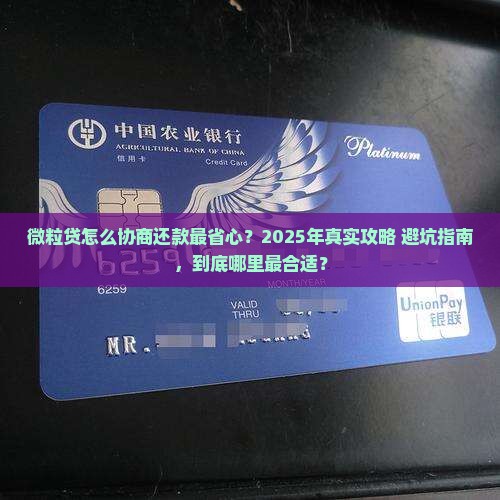 中国农业银行
AGRICULTURAL BANK OF CHINA
信用卡
Credit Card
Platinum
微粒贷怎么协商还款最省心？2025年真实攻略 避坑指南
，到底哪里最合适？
6259
6259
VALID
THRU
UnionPay
银联
MR.